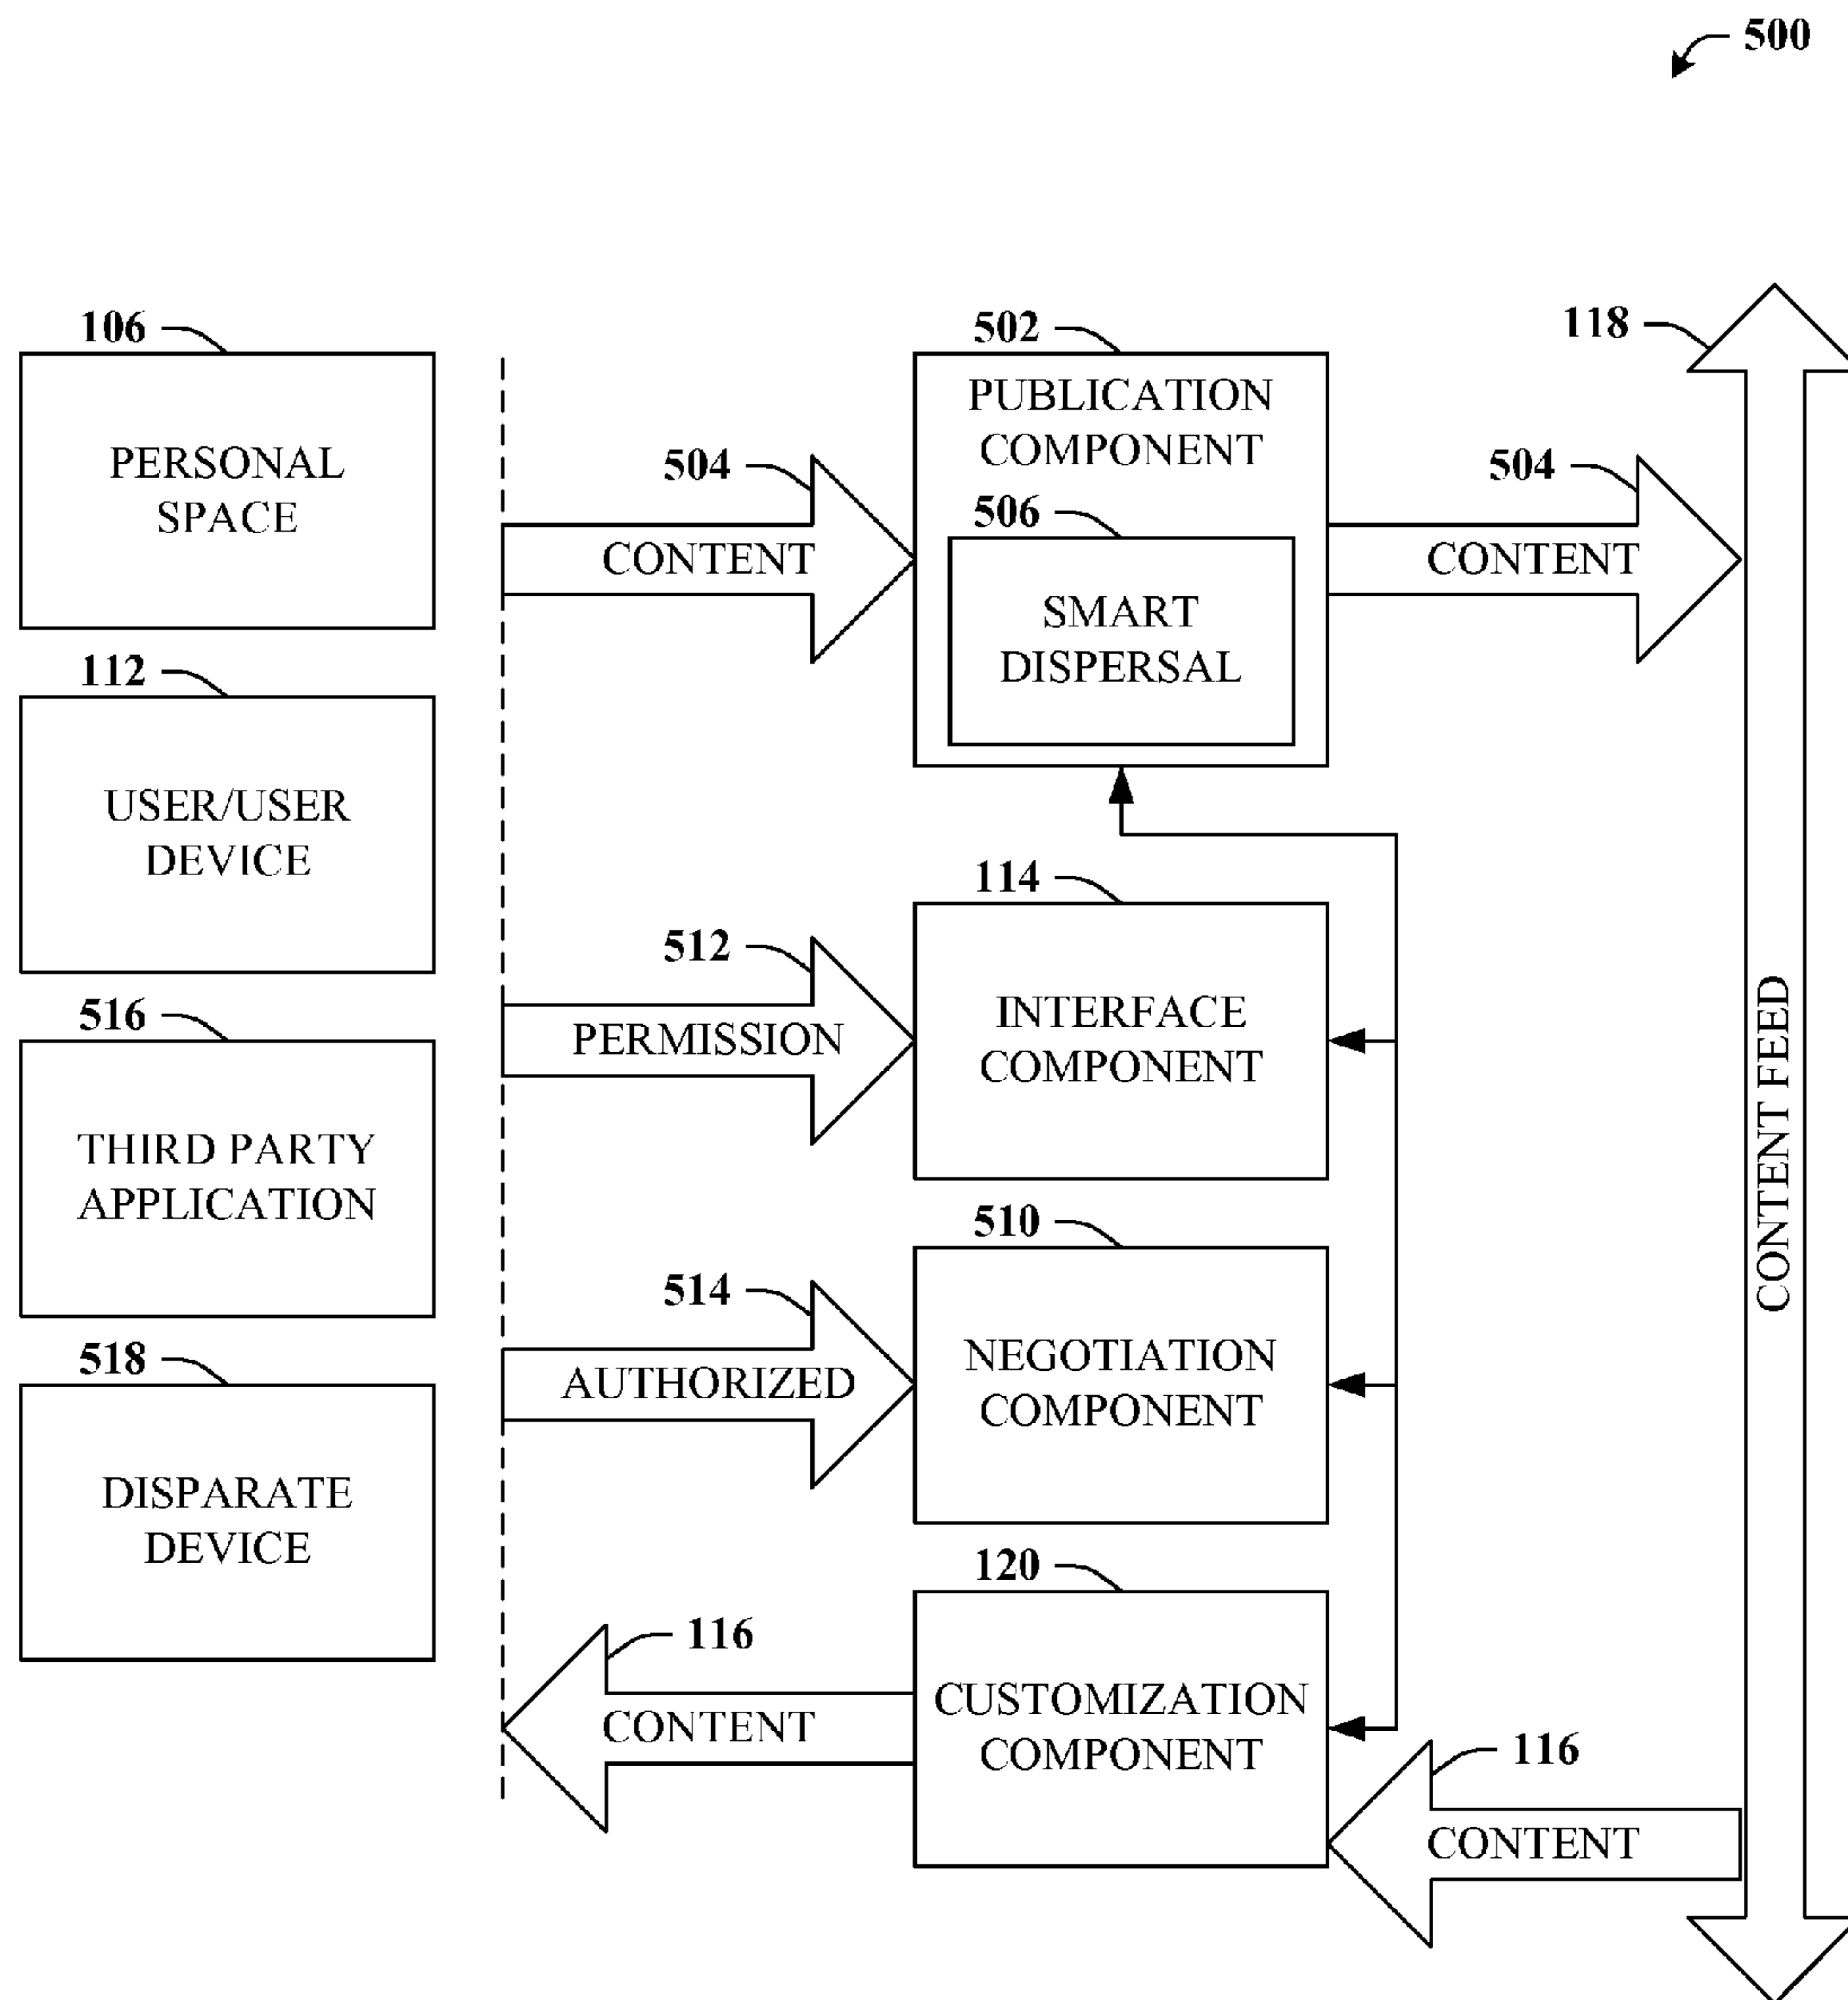 500
106
PERSONAL
SPACE
112
USER/USER
DEVICE
516
THIRD PARTY
APPLICATION
518
DISPARATE
DEVICE
504
CONTENT
502
PUBLICATION
COMPONENT
506
SMART
DISPERSAL
504
CONTENT
118
CONTENT FEED
512
PERMISSION
114
INTERFACE
COMPONENT
514
AUTHORIZED
510
NEGOTIATION
COMPONENT
116
CONTENT
120
CUSTOMIZATION
COMPONENT
116
CONTENT